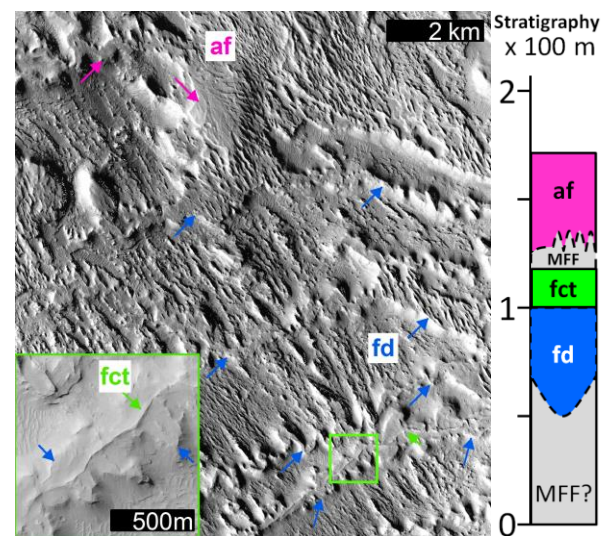 af
2 km
fd
fct
500m
Stratigraphy
x 100 m
2
af
MFF
fct
1
fd
MFF?
0